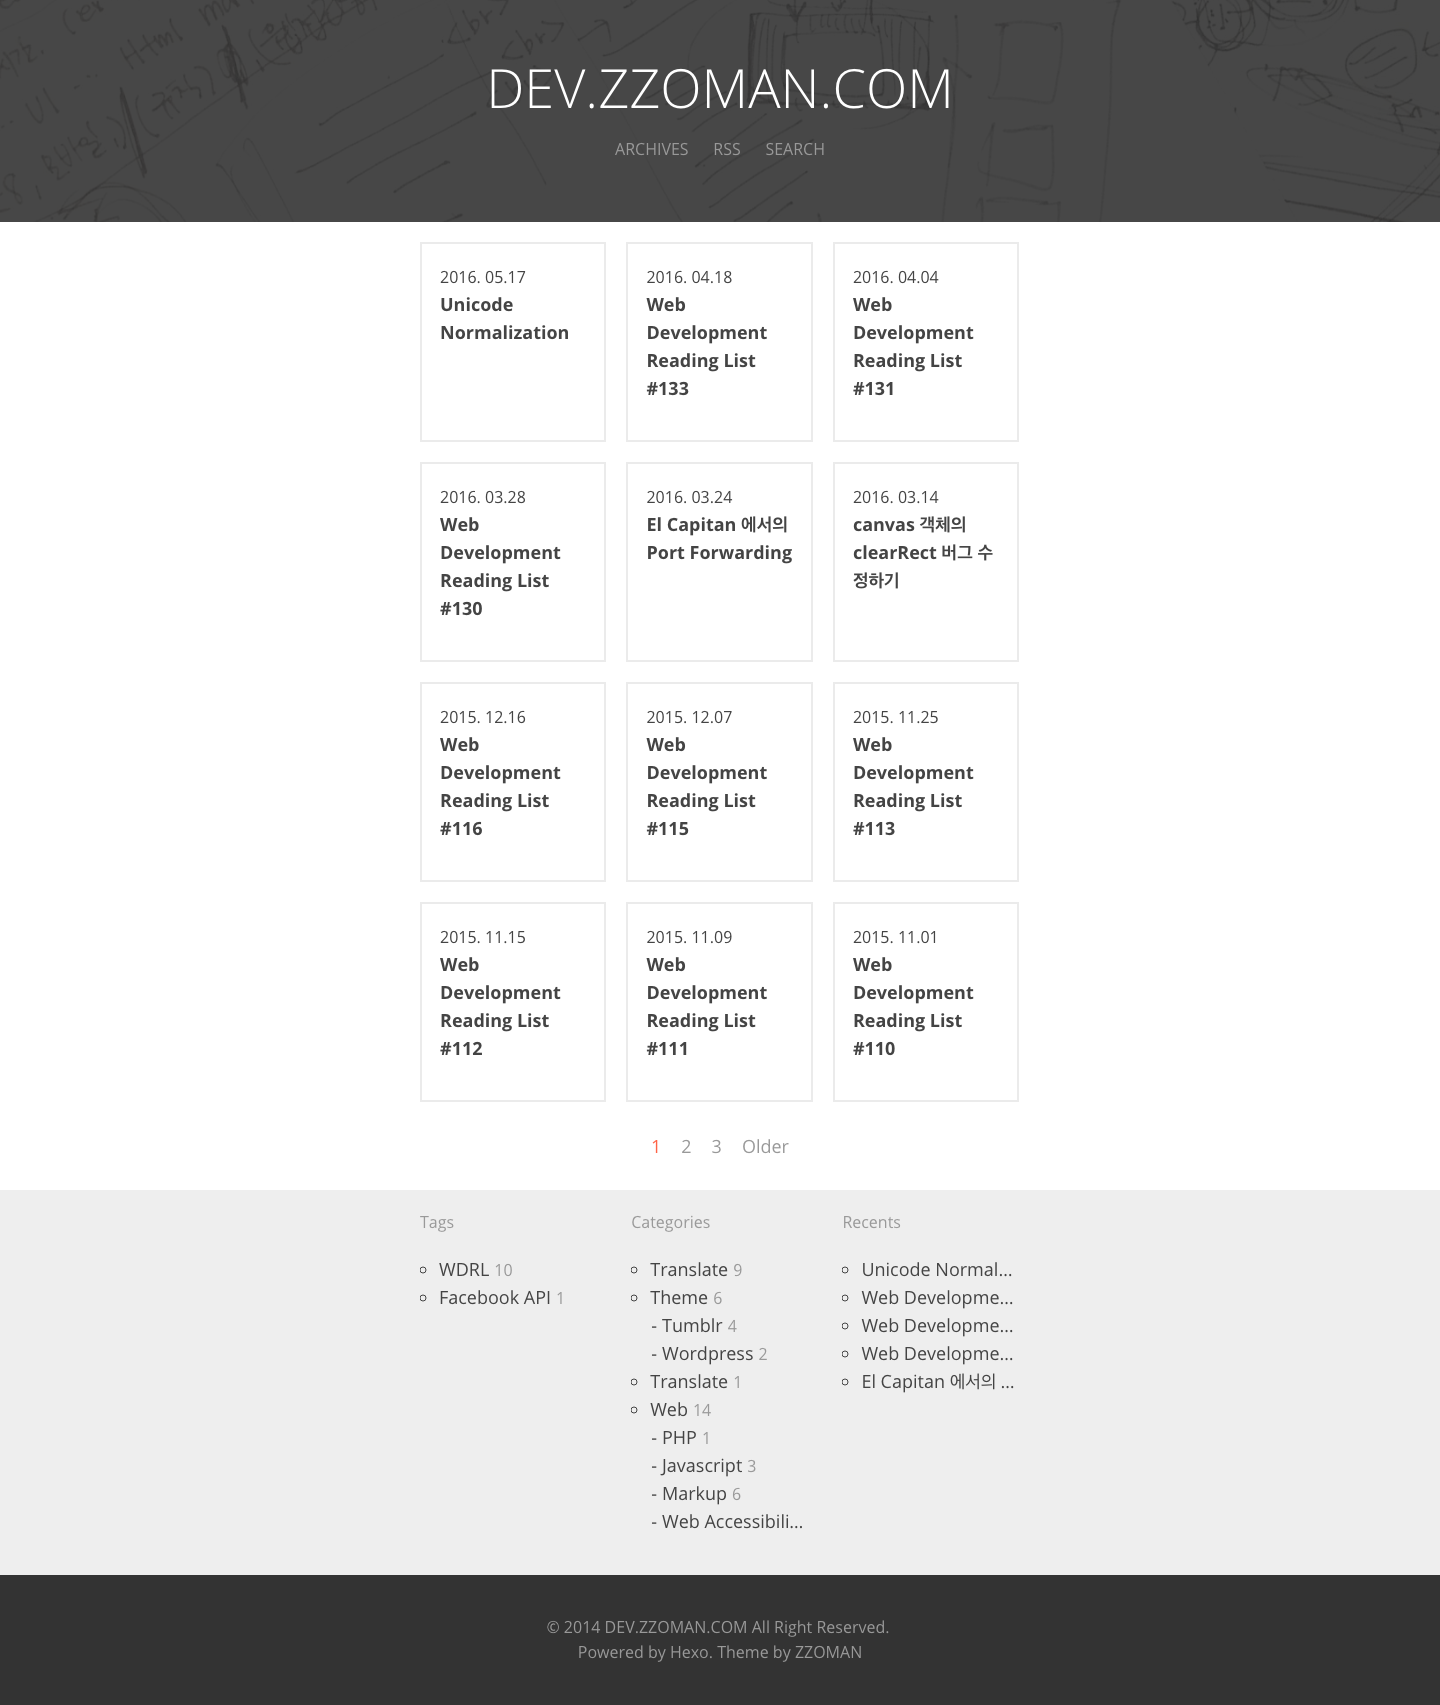 DEV.ZZOMAN.COM
ARCHIVES RSS SEARCH
Html
<br>
<br>
2016. 05.17
Unicode
Normalization
2016. 04.18
Web
Development
Reading List
#133
2016. 04.04
Web
Development
Reading List
#131
2016. 03.28
Web
Development
Reading List
#130
2016. 03.24
El Capitan 에서의
Port Forwarding
2016. 03.14
canvas 객체의
clearRect 버그 수
정하기
2015. 12.16
Web
Development
Reading List
#116
2015. 12.07
Web
Development
Reading List
#115
2015. 11.25
Web
Development
Reading List
#113
2015. 11.15
Web
Development
Reading List
#112
2015. 11.09
Web
Development
Reading List
#111
2015. 11.01
Web
Development
Reading List
#110
1 2 3 Older
Tags
WDRL 10
Facebook API 1
Categories
Translate 9
Theme 6
- Tumblr 4
- Wordpress 2
Translate 1
Web 14
- PHP 1
- Javascript 3
- Markup 6
- Web Accessibili...
Recents
Unicode Normal...
Web Developme...
Web Developme...
Web Developme...
El Capitan 에서의 ...
© 2014 DEV.ZZOMAN.COM All Right Reserved.
Powered by Hexo. Theme by ZZOMAN